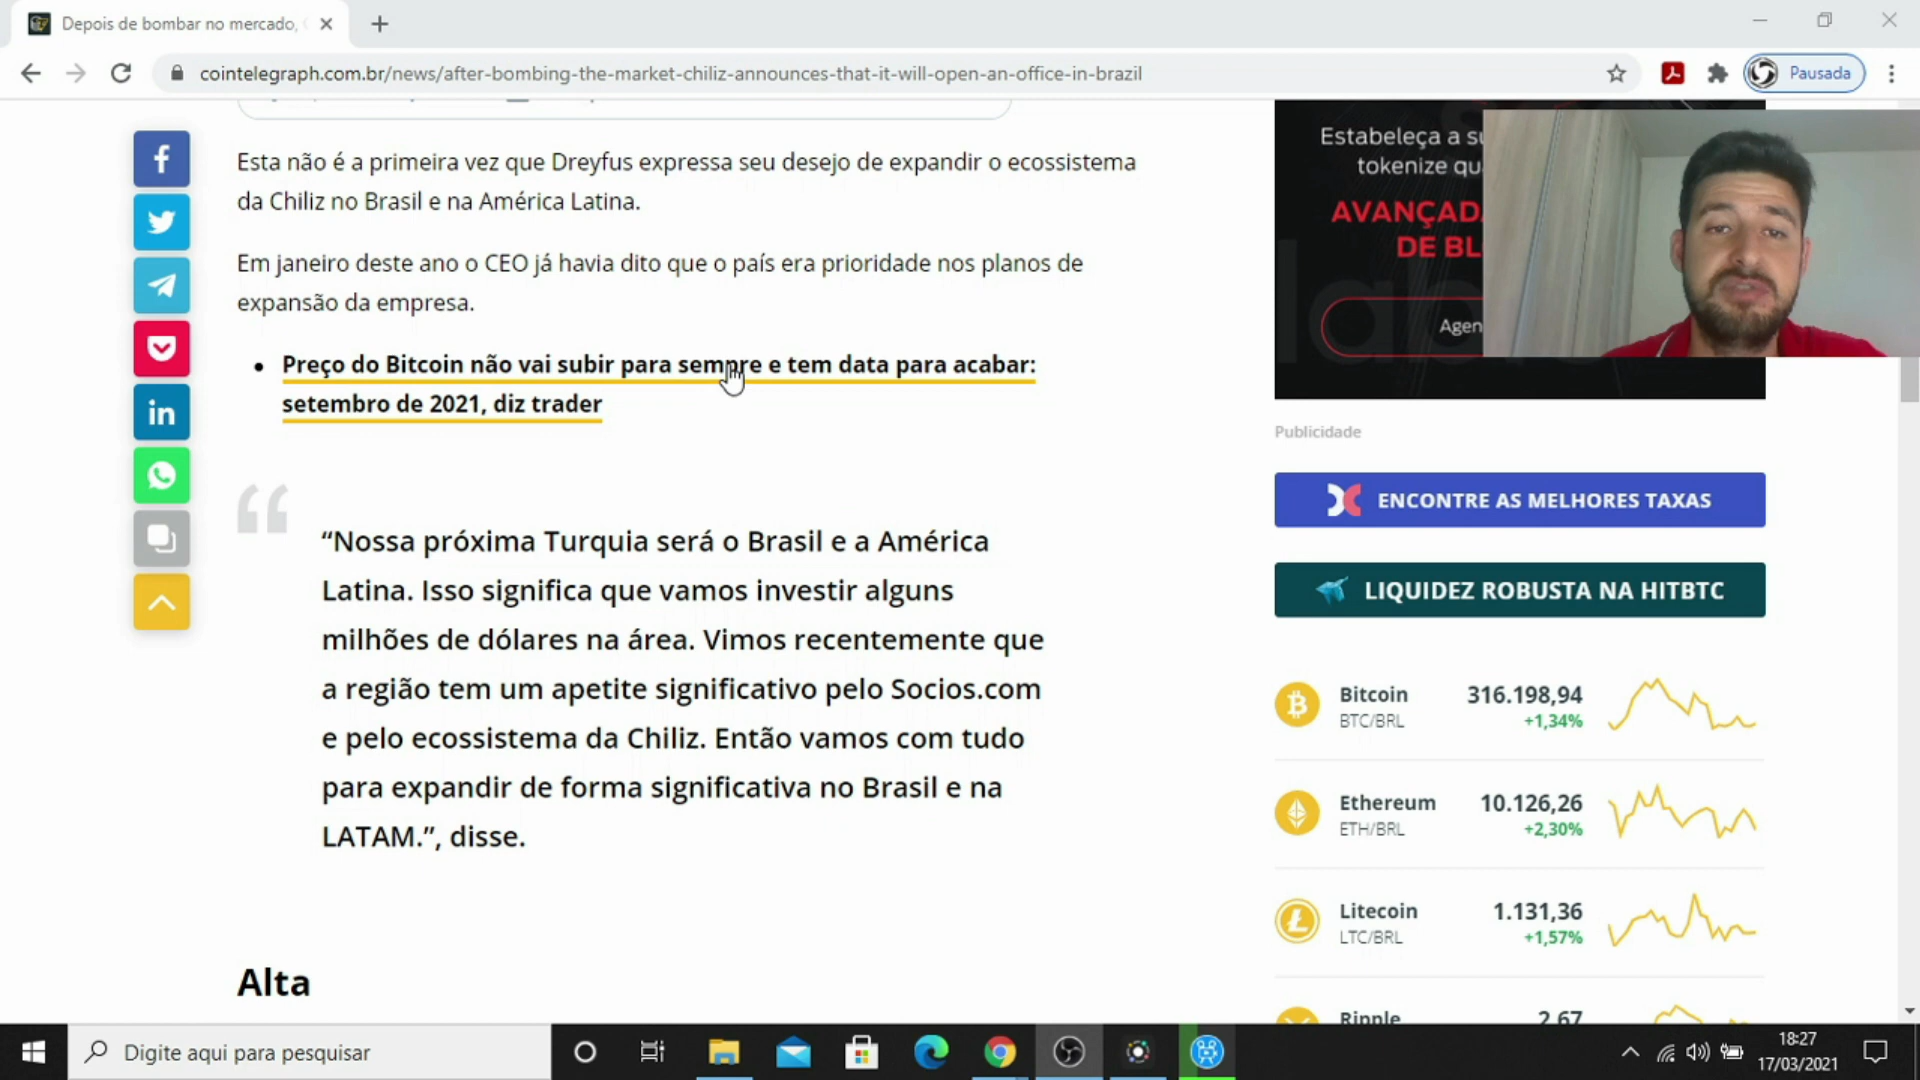 Depois de bombar no mercado,
cointelegraph.com.br/news/after-bombing-the-market-chiliz-announces-that-it-will-open-an-office-in-brazil
Pausada
Esta não é a primeira vez que Dreyfus expressa seu desejo de expandir o ecossistema
da Chiliz no Brasil e na América Latina.
Em janeiro deste ano o CEO já havia dito que o país era prioridade nos planos de
expansão da empresa.
Preço do Bitcoin não vai subir para sempre e tem data para acabar:
setembro de 2021, diz trader
“Nossa próxima Turquia será o Brasil e a América
Latina. Isso significa que vamos investir alguns
milhões de dólares na área. Vimos recentemente que
a região tem um apetite significativo pelo Socios.com
e pelo ecossistema da Chiliz. Então vamos com tudo
para expandir de forma significativa no Brasil e na
LATAM.”, disse.
Alta
Estabeleça a
tokenize
DE
Publicidade
ENCONTRE AS MELHORES TAXAS
LIQUIDEZ ROBUSTA NA HITBTC
Bitcoin 316.198,94
BTC/BRL +1,34%
Ethereum 10.126,26
ETH/BRL +2,30%
Litecoin 1.131,36
LTC/BRL +1,57%
Ripple 2,67
Digite aqui para pesquisar
18:27
17/03/2021